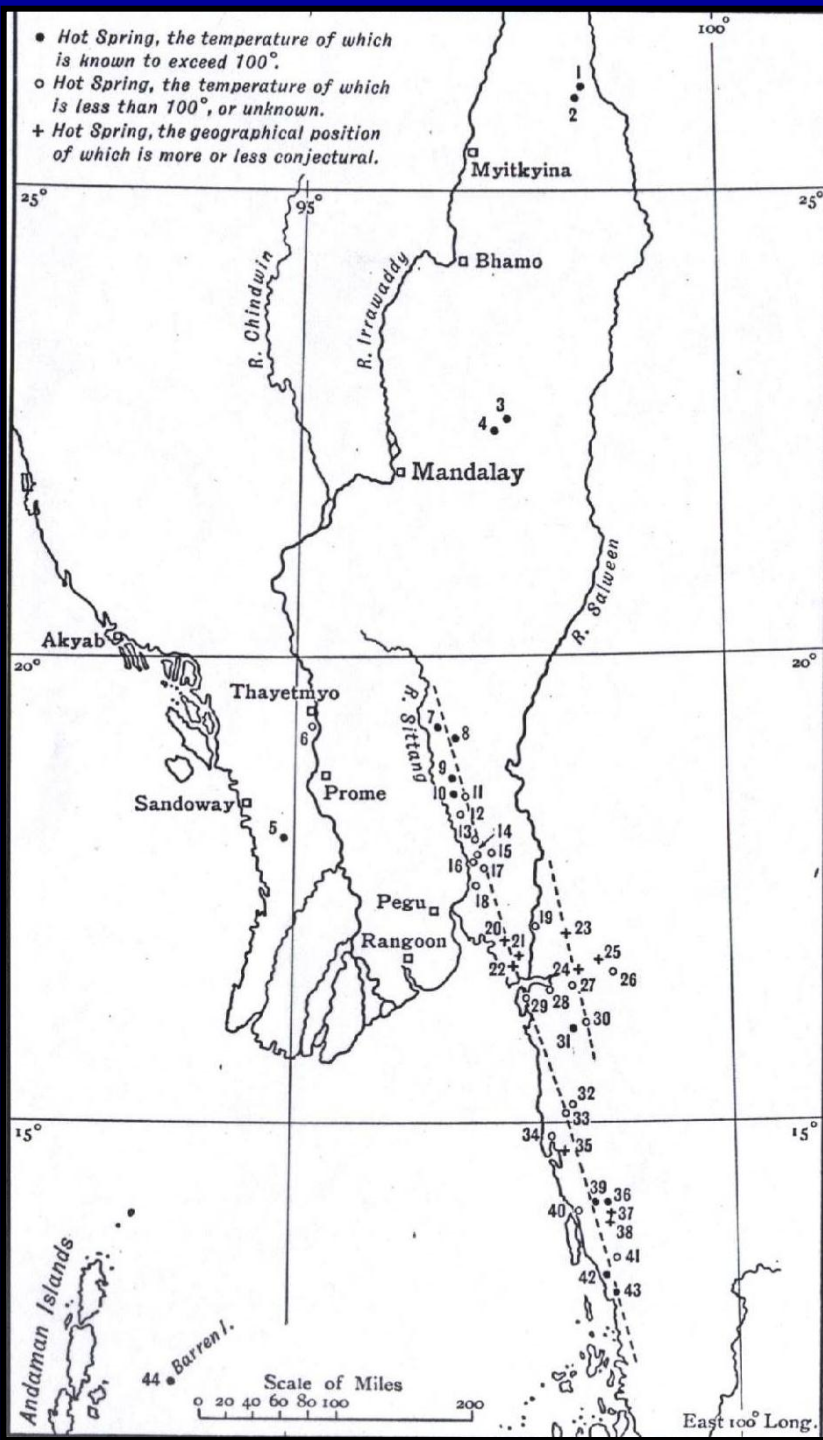 • Hot Spring, the temperature of which
is known to exceed 100°.
○ Hot Spring, the temperature of which
is less than 100°, or unknown.
+ Hot Spring, the geographical position
of which is more or less conjectural.
100°
1
2
Myitkyina
25°
95°
25°
R. Chindwin
R. Irrawaddy
Bhamo
3
4
Mandalay
R. Salween
Akyab
20°
20°
Thayetmyo
6
R. Sittang
7
8
Prome
9
10
11
Sandoway
12
5
13
14
15
16
17
18
Pegu
19
20
21
23
Rangoon
22
24
25
26
27
28
29
30
31
32
33
15°
34
35
15°
39
36
40
37
38
41
42
43
Andaman Islands
44
Barren I.
Scale of Miles
0 20 40 60 80 100 200
East 100° Long.